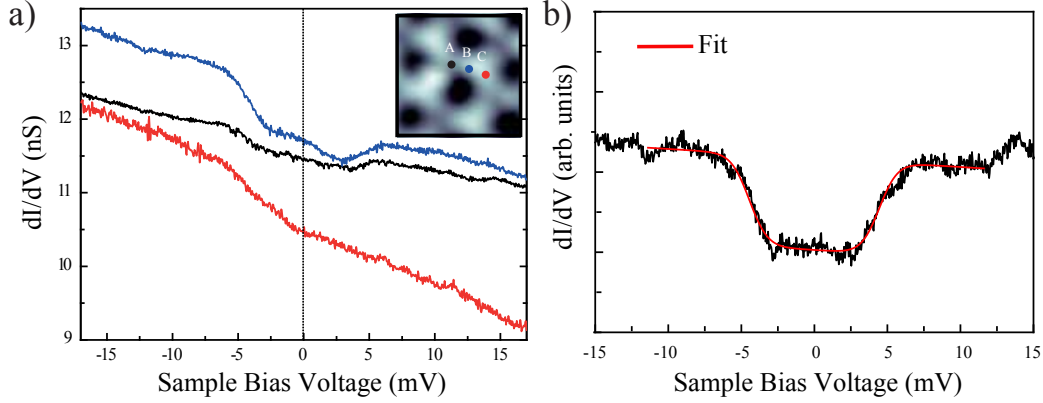 a)
13
12
11
10
9
dI/dV (nS)
A
B
C
-15
-10
-5
0
5
10
15
Sample Bias Voltage (mV)
b)
Fit
dI/dV (arb. units)
-15
-10
-5
0
5
10
15
Sample Bias Voltage (mV)